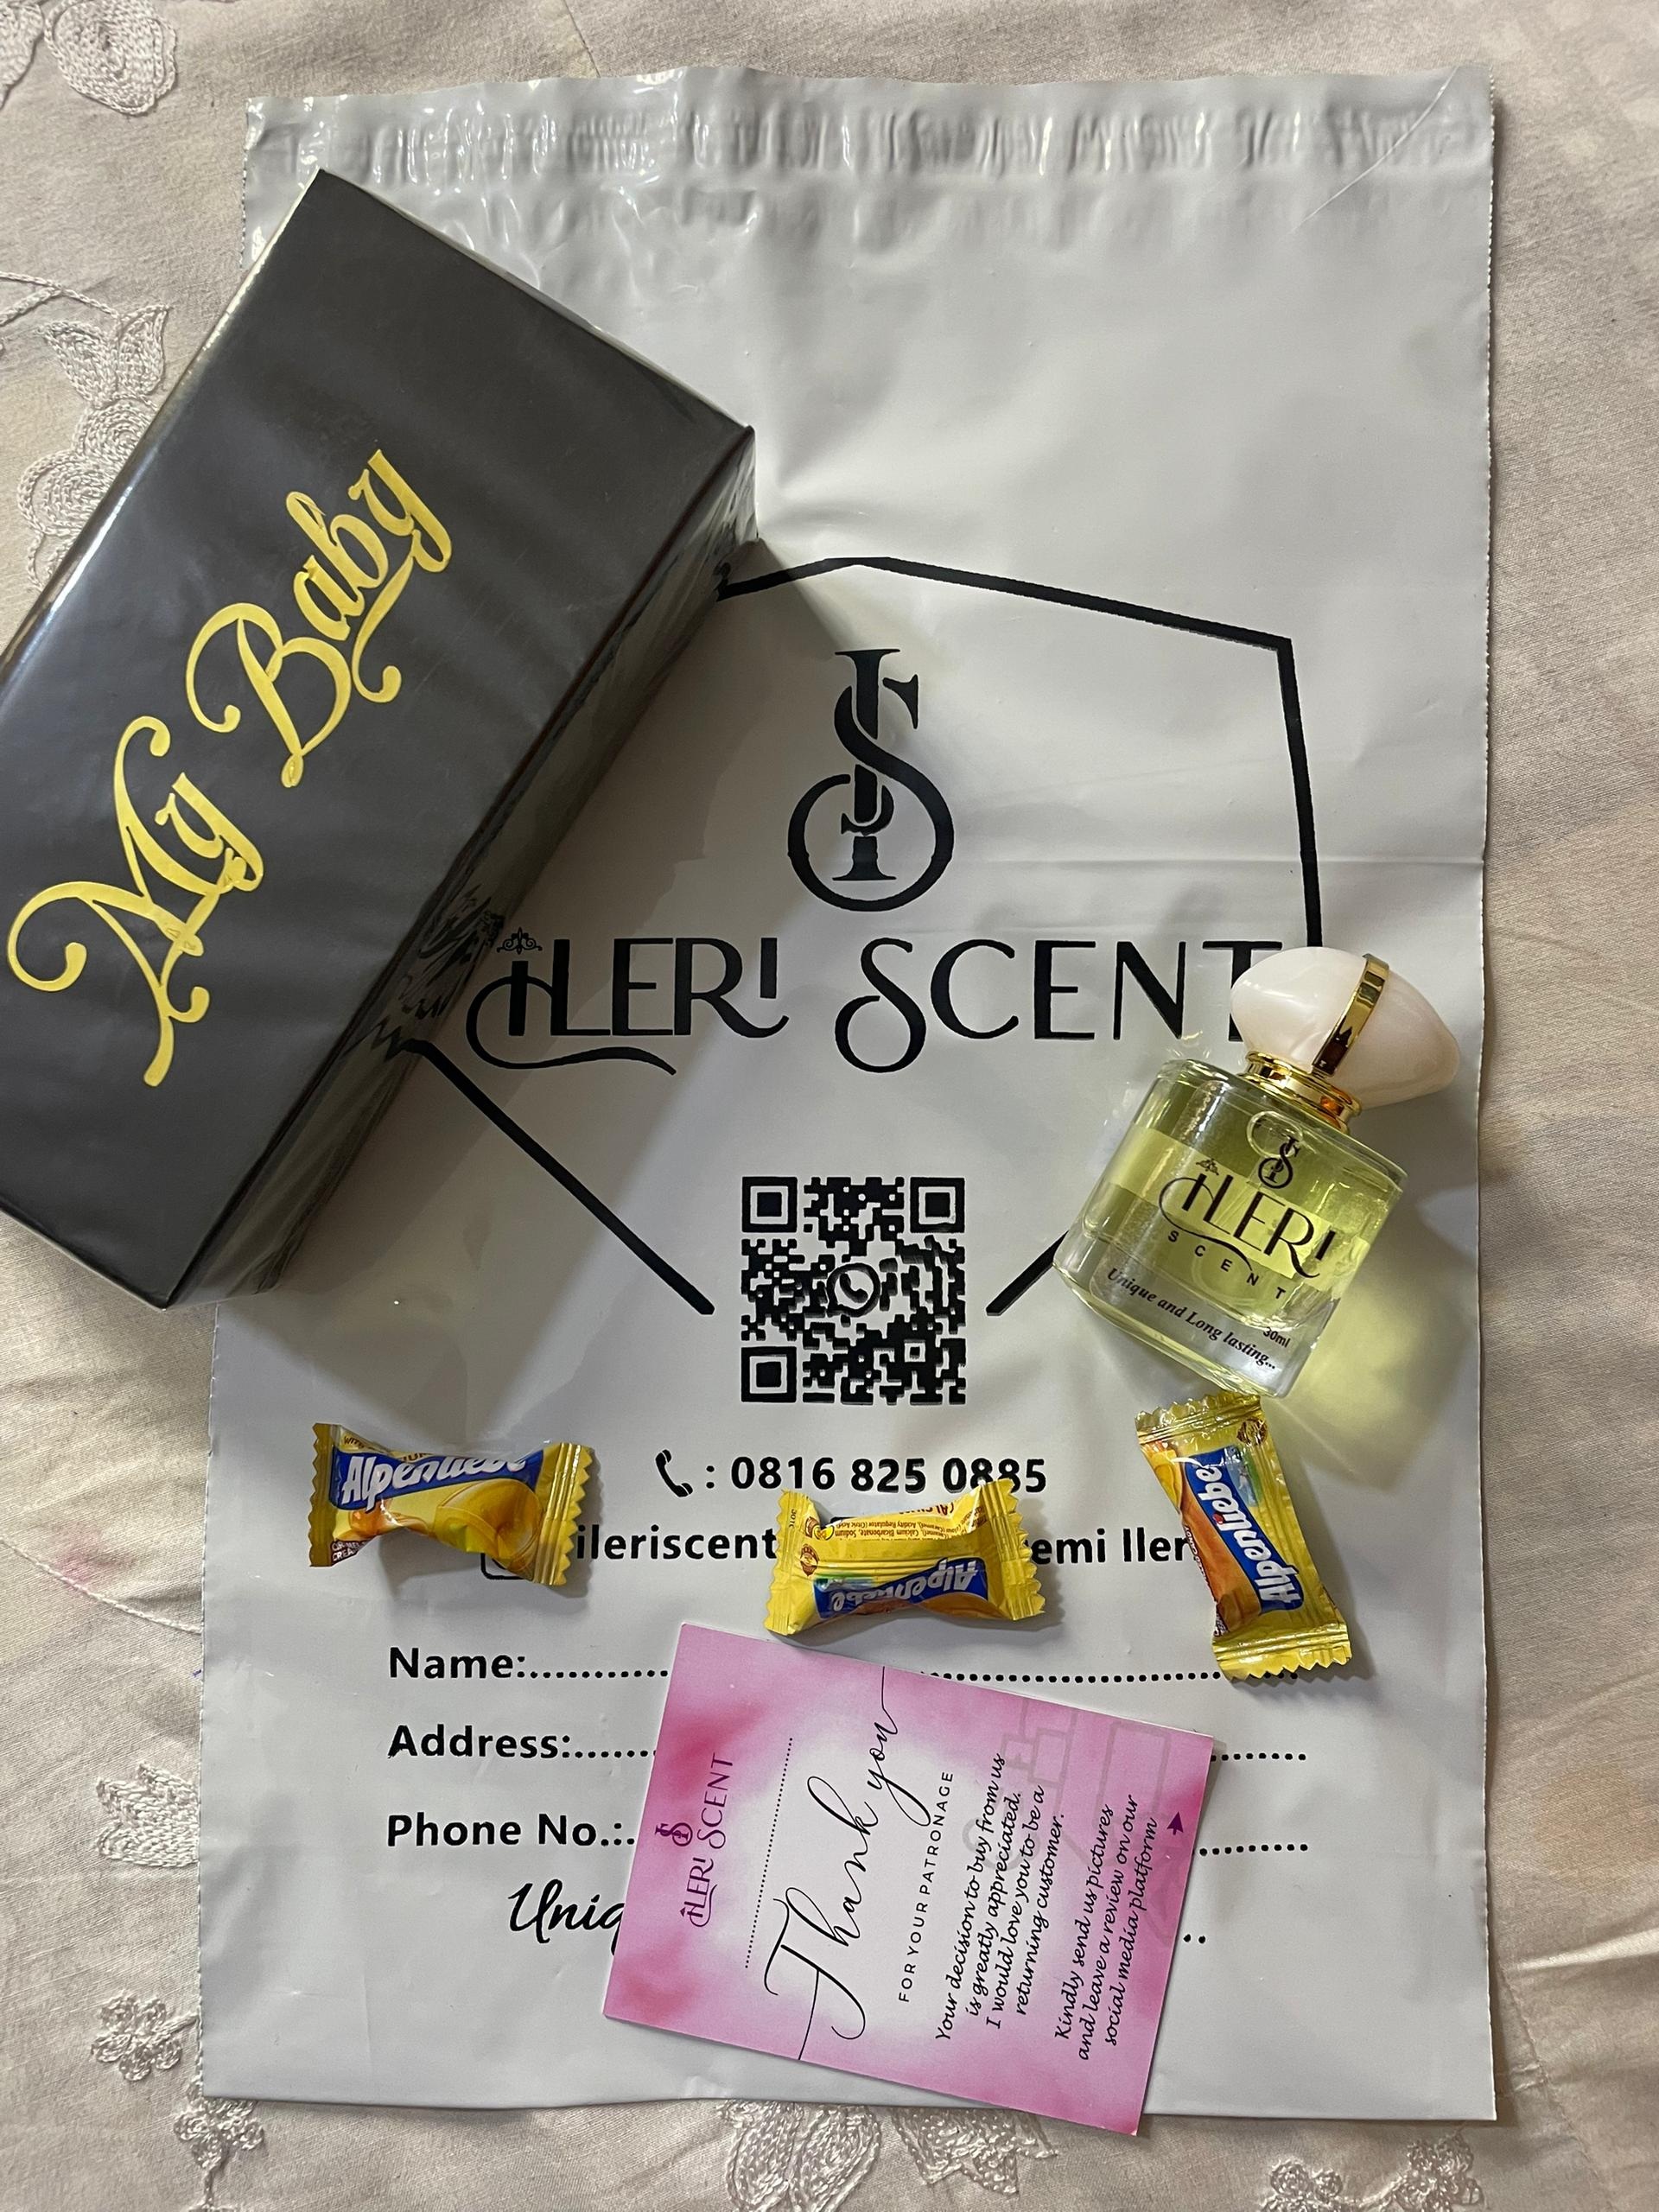 My Baby
ILERI SCENT
: 0816 825 0885
ileriscent
emi Iler
Name:
Address:
Phone No.:
ILERI
SCENT
Unique and Long lasting...
30ml
Alpenliebe
Alpenliebe
Alpenliebe
ILERI SCENT
Thank you
FOR YOUR PATRONAGE
Your decision to buy from us
is greatly appreciated.
I would love you to be a
returning customer.
Kindly send us pictures
and leave a review on our
social media platform